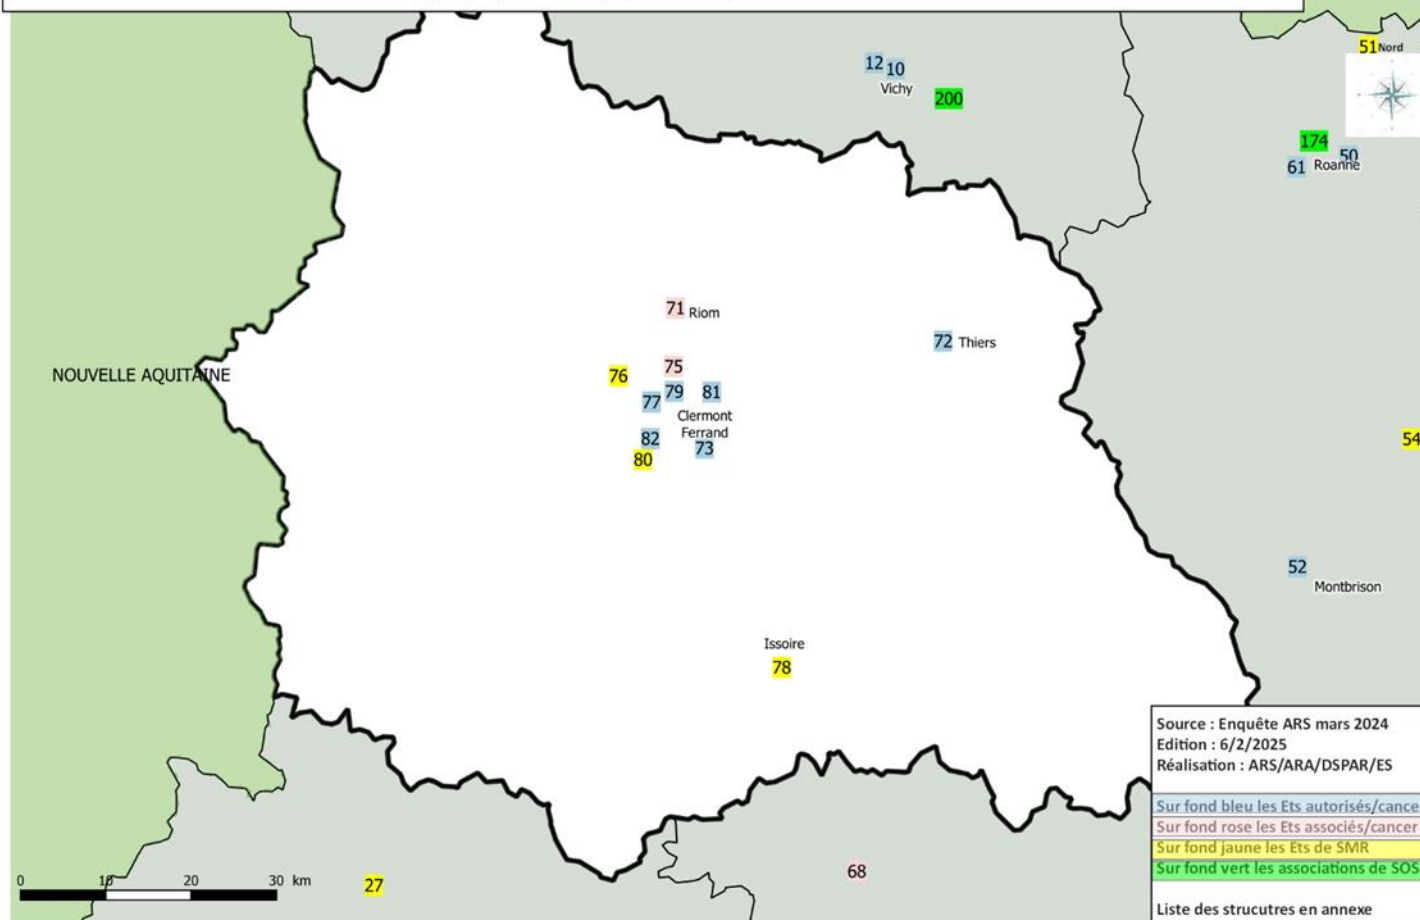 51 Nord
12 10
Vichy
200
174
50
61 Roanne
71 Riom
72 Thiers
NOUVELLE AQUITAINE
76
75
79 81
77
Clermont
Ferrand
82
73
80
54
52
Montbrison
Issoire
78
Source : Enquête ARS mars 2024
Edition : 6/2/2025
Réalisation : ARS/ARA/DSPAR/ES
Sur fond bleu les Ets autorisés/cance
Sur fond rose les Ets associés/cancer
Sur fond jaune les Ets de SMR
Sur fond vert les associations de SOS
Liste des strucutres en annexe
68
27
0 10 20 30 km